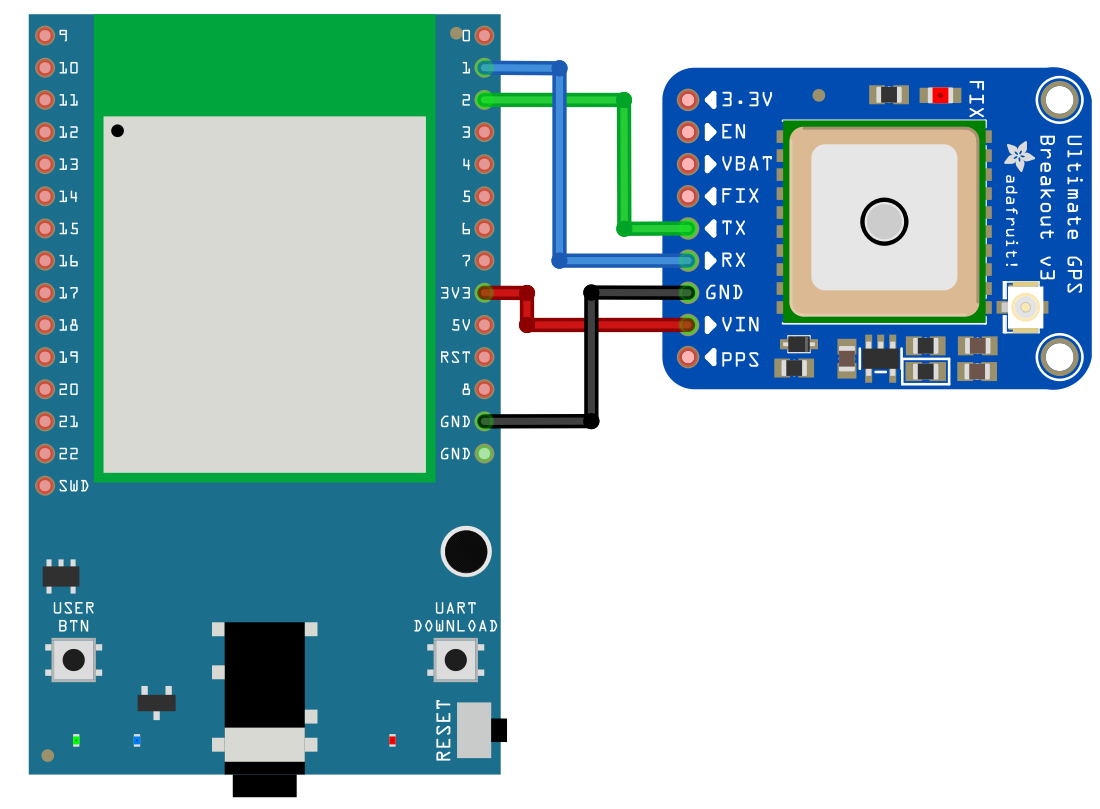 9
10
11
12
13
14
15
16
17
18
19
20
21
22
SWD
0
1
2
3
4
5
6
7
3V3
5V
RST
8
GND
GND
USER
BTN
UART
DOWNLOAD
RESET
3.3V
EN
VBAT
FIX
TX
RX
GND
VIN
PPS
FIX
Ultimate GPS
Breakout v3
adafruit!